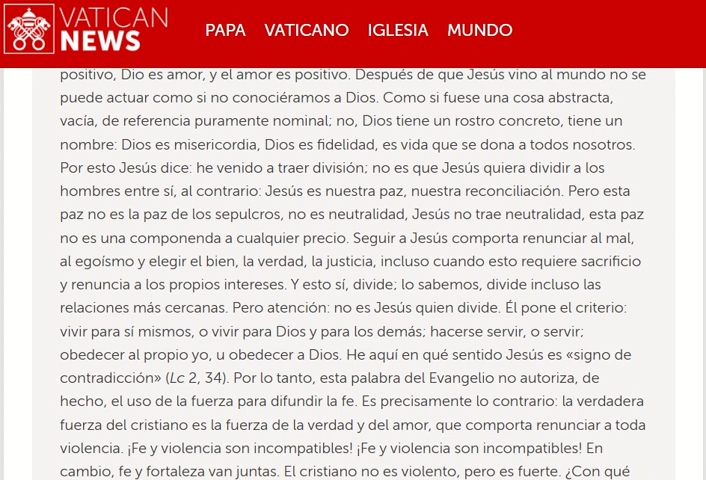 VATICAN
NEWS
PAPA VATICANO IGLESIA MUNDO
positivo, Dio es amor, y el amor es positivo. Después de que Jesús vino al mundo no se
puede actuar como si no conociéramos a Dios. Como si fuese una cosa abstracta,
vacía, de referencia puramente nominal; no, Dios tiene un rostro concreto, tiene un
nombre: Dios es misericordia, Dios es fidelidad, es vida que se dona a todos nosotros.
Por esto Jesús dice: he venido a traer división; no es que Jesús quiera dividir a los
hombres entre sí, al contrario: Jesús es nuestra paz, nuestra reconciliación. Pero esta
paz no es la paz de los sepulcros, no es neutralidad, Jesús no trae neutralidad, esta paz
no es una componenda a cualquier precio. Seguir a Jesús comporta renunciar al mal,
al egoísmo y elegir el bien, la verdad, la justicia, incluso cuando esto requiere sacrificio
y renuncia a los propios intereses. Y esto sí, divide; lo sabemos, divide incluso las
relaciones más cercanas. Pero atención: no es Jesús quien divide. Él pone el criterio:
vivir para sí mismos, o vivir para Dios y para los demás; hacerse servir, o servir;
obedecer al propio yo, u obedecer a Dios. He aquí en qué sentido Jesús es «signo de
contradicción» (Lc 2, 34). Por lo tanto, esta palabra del Evangelio no autoriza, de
hecho, el uso de la fuerza para difundir la fe. Es precisamente lo contrario: la verdadera
fuerza del cristiano es la fuerza de la verdad y del amor, que comporta renunciar a toda
violencia. ¡Fe y violencia son incompatibles! ¡Fe y violencia son incompatibles! En
cambio, fe y fortaleza van juntas. El cristiano no es violento, pero es fuerte. ¿Con qué